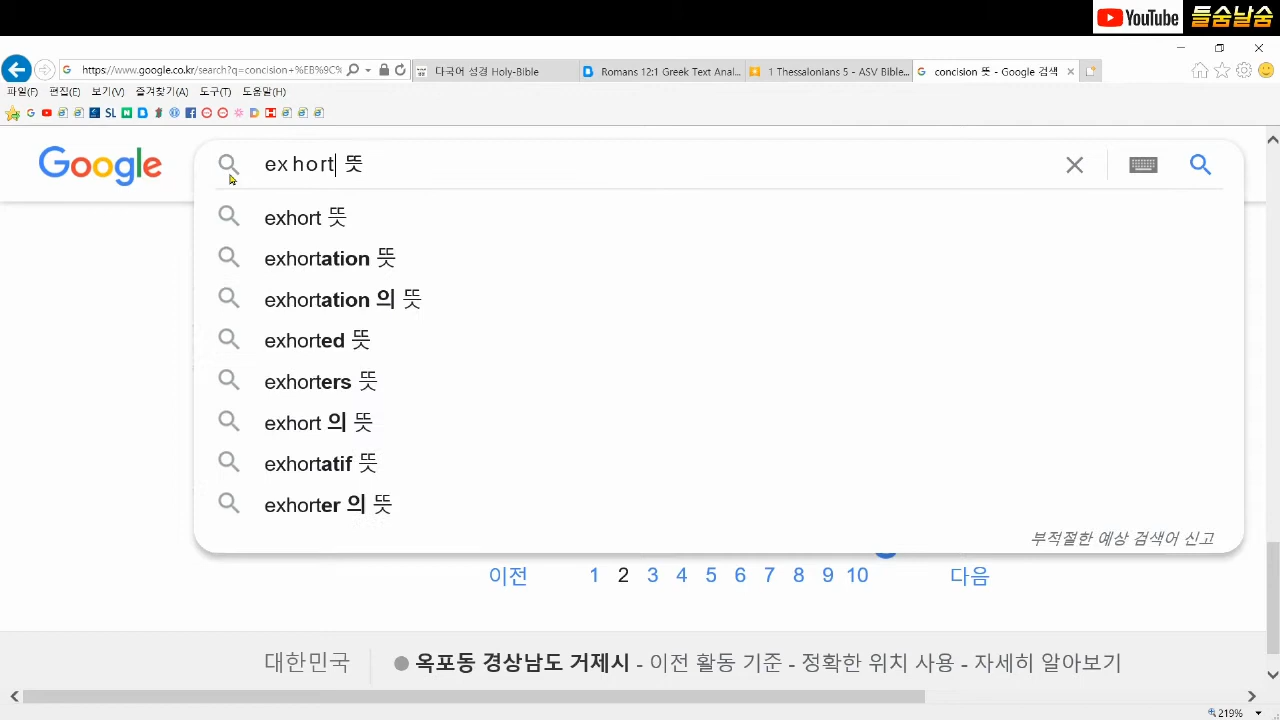 YouTube 들숨날숨
https://www.google.co.kr/search?q=concision+%EB%9C%
다국어 성경 Holy-Bible
Romans 12:1 Greek Text Anal...
1 Thessalonians 5 - ASV Bible...
concision 뜻 - Google 검색
파일(F) 편집(E) 보기(V) 즐겨찾기(A) 도구(T) 도움말(H)
Google
exhort 뜻
exhort 뜻
exhortation 뜻
exhortation 의 뜻
exhorted 뜻
exhorters 뜻
exhort 의 뜻
exhortatif 뜻
exhorter 의 뜻
부적절한 예상 검색어 신고
이전 1 2 3 4 5 6 7 8 9 10 다음
대한민국 옥포동 경상남도 거제시 - 이전 활동 기준 - 정확한 위치 사용 - 자세히 알아보기
219%